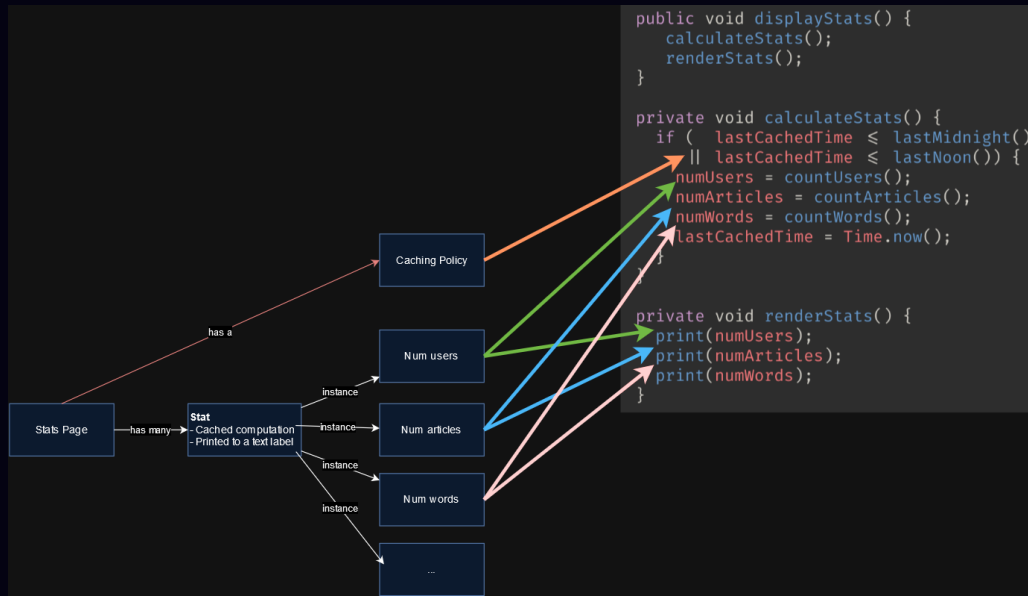 public void displayStats() {
calculateStats();
renderStats();
}
private void calculateStats() {
if ( lastCachedTime ⩽ lastMidnight()
|| lastCachedTime ⩽ lastNoon()) {
numUsers = countUsers();
numArticles = countArticles();
numWords = countWords();
lastCachedTime = Time.now();
}
}
private void renderStats() {
print(numUsers);
print(numArticles);
print(numWords);
}
Caching Policy
has a
Num users
instance
Stats Page
has many
Stat
- Cached computation
- Printed to a text label
instance
Num articles
instance
Num words
instance
...